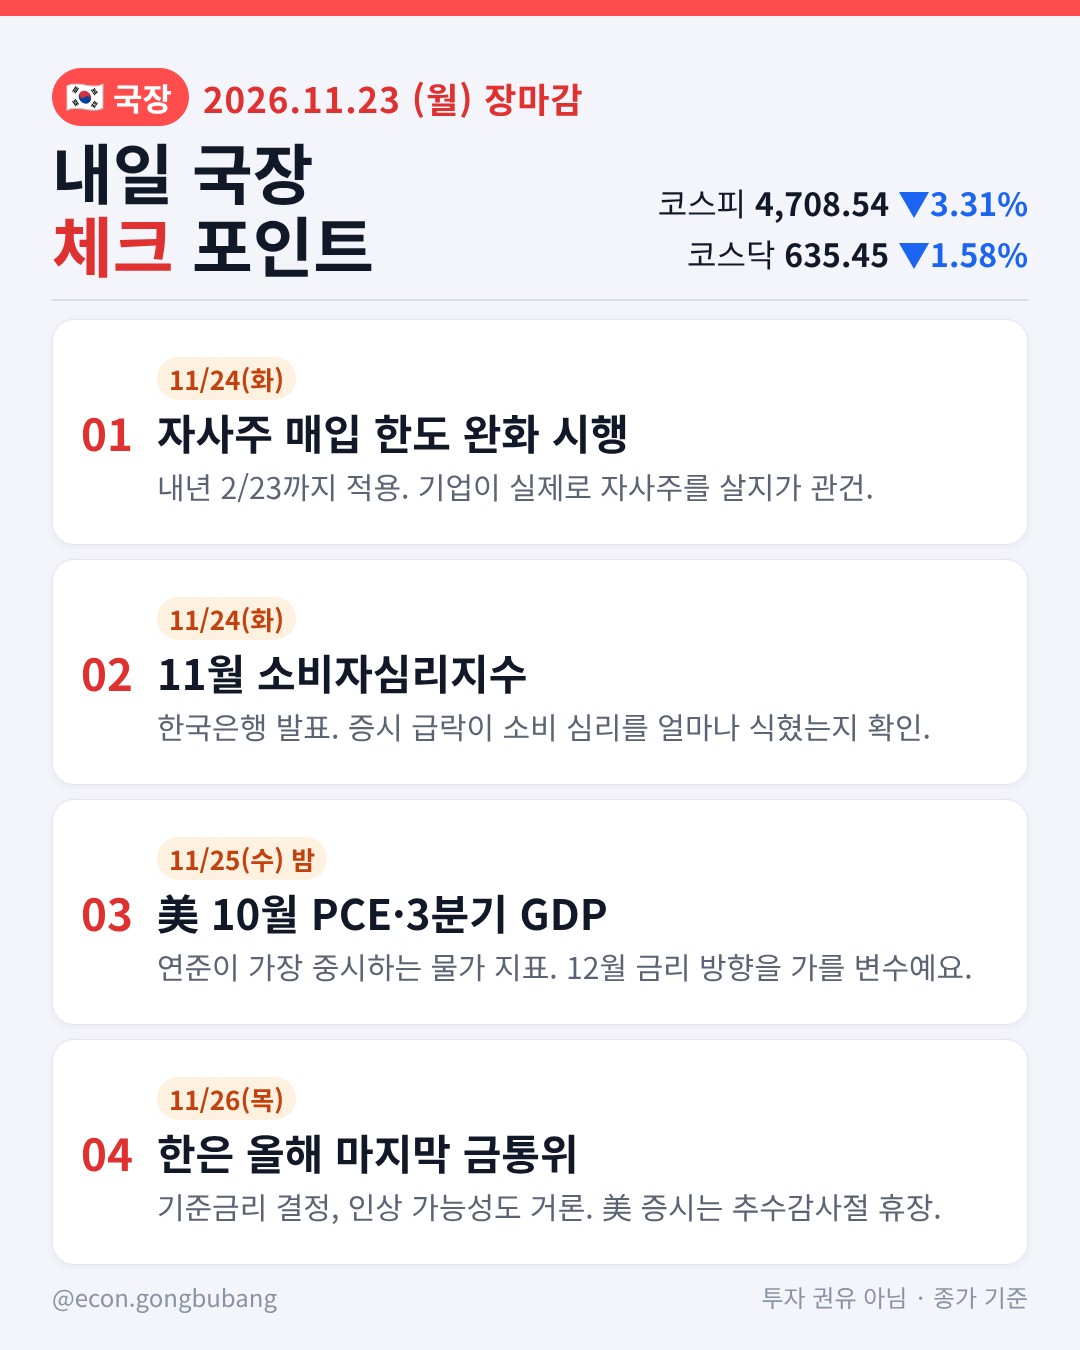 🇰🇷 국장 2026.11.23 (월) 장마감
내일 국장
체크 포인트
코스피 4,708.54 ▼3.31%
코스닥 635.45 ▼1.58%
11/24(화)
01 자사주 매입 한도 완화 시행
내년 2/23까지 적용. 기업이 실제로 자사주를 살지가 관건.
11/24(화)
02 11월 소비자심리지수
한국은행 발표. 증시 급락이 소비 심리를 얼마나 식혔는지 확인.
11/25(수) 밤
03 美 10월 PCE·3분기 GDP
연준이 가장 중시하는 물가 지표. 12월 금리 방향을 가를 변수예요.
11/26(목)
04 한은 올해 마지막 금통위
기준금리 결정, 인상 가능성도 거론. 美 증시는 추수감사절 휴장.
@econ.gongbubang
투자 권유 아님 · 종가 기준